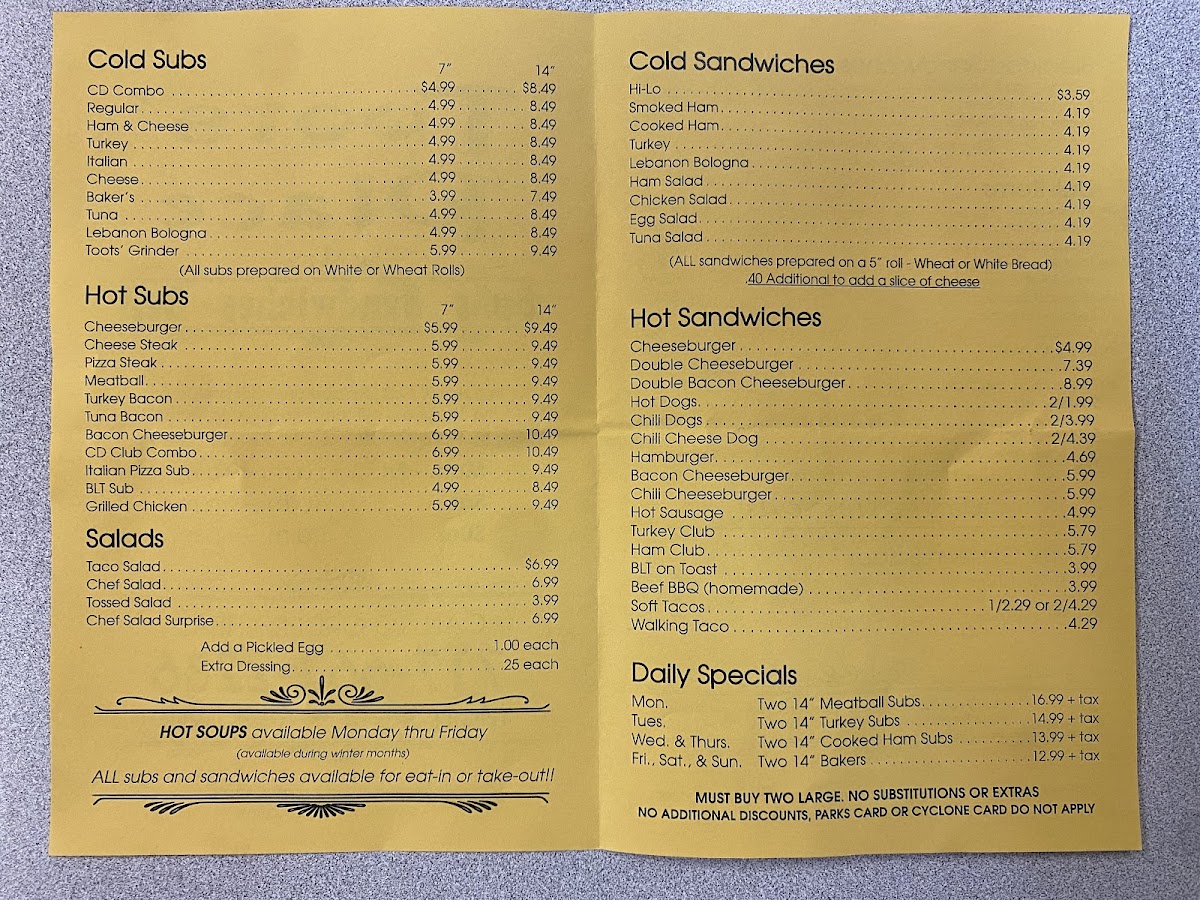 Cold Subs
7" 14"
CD Combo $4.99 $8.49
Regular 4.99 8.49
Ham & Cheese 4.99 8.49
Turkey 4.99 8.49
Italian 4.99 8.49
Cheese 4.99 8.49
Baker's 3.99 7.49
Tuna 4.99 8.49
Lebanon Bologna 4.99 8.49
Toots' Grinder 5.99 9.49
(All subs prepared on White or Wheat Rolls)
Hot Subs
7" 14"
Cheeseburger $5.99 $9.49
Cheese Steak 5.99 9.49
Pizza Steak 5.99 9.49
Meatball 5.99 9.49
Turkey Bacon 5.99 9.49
Tuna Bacon 5.99 9.49
Bacon Cheeseburger 6.99 10.49
CD Club Combo 6.99 10.49
Italian Pizza Sub 5.99 9.49
BLT Sub 4.99 8.49
Grilled Chicken 5.99 9.49
Salads
Taco Salad $6.99
Chef Salad 6.99
Tossed Salad 3.99
Chef Salad Surprise 6.99
Add a Pickled Egg 1.00 each
Extra Dressing .25 each
HOT SOUPS available Monday thru Friday
(available during winter months)
ALL subs and sandwiches available for eat-in or take-out!!
Cold Sandwiches
Hi-Lo $3.59
Smoked Ham 4.19
Cooked Ham 4.19
Turkey 4.19
Lebanon Bologna 4.19
Ham Salad 4.19
Chicken Salad 4.19
Egg Salad 4.19
Tuna Salad 4.19
(ALL sandwiches prepared on a 5" roll - Wheat or White Bread)
.40 Additional to add a slice of cheese
Hot Sandwiches
Cheeseburger $4.99
Double Cheeseburger 7.39
Double Bacon Cheeseburger 8.99
Hot Dogs 2/1.99
Chili Dogs 2/3.99
Chili Cheese Dog 2/4.39
Hamburger 4.69
Bacon Cheeseburger 5.99
Chili Cheeseburger 5.99
Hot Sausage 4.99
Turkey Club 5.79
Ham Club 5.79
BLT on Toast 3.99
Beef BBQ (homemade) 3.99
Soft Tacos 1/2.29 or 2/4.29
Walking Taco 4.29
Daily Specials
Mon. Two 14" Meatball Subs 16.99 + tax
Tues. Two 14" Turkey Subs 14.99 + tax
Wed. & Thurs. Two 14" Cooked Ham Subs 13.99 + tax
Fri., Sat., & Sun. Two 14" Bakers 12.99 + tax
MUST BUY TWO LARGE. NO SUBSTITUTIONS OR EXTRAS
NO ADDITIONAL DISCOUNTS, PARKS CARD OR CYCLONE CARD DO NOT APPLY